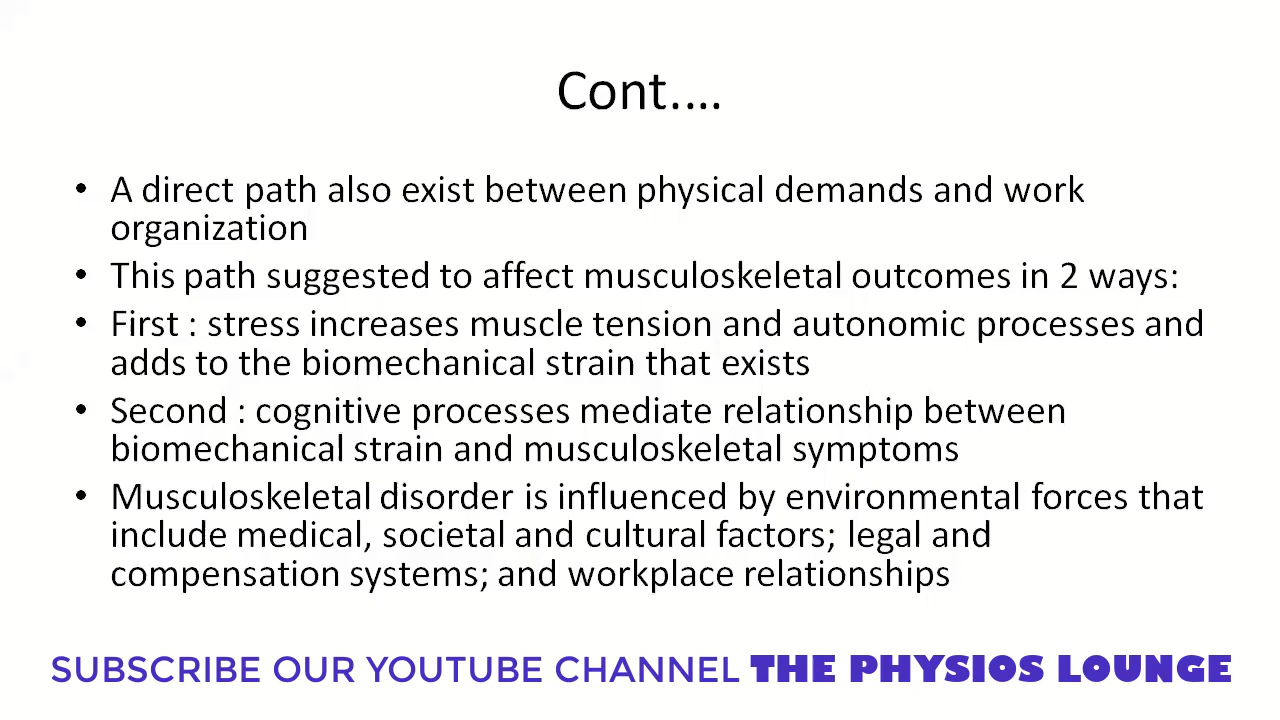 Cont.…
• A direct path also exist between physical demands and work
organization
• This path suggested to affect musculoskeletal outcomes in 2 ways:
• First : stress increases muscle tension and autonomic processes and
adds to the biomechanical strain that exists
• Second : cognitive processes mediate relationship between
biomechanical strain and musculoskeletal symptoms
• Musculoskeletal disorder is influenced by environmental forces that
include medical, societal and cultural factors; legal and
compensation systems; and workplace relationships
SUBSCRIBE OUR YOUTUBE CHANNEL THE PHYSIOS LOUNGE